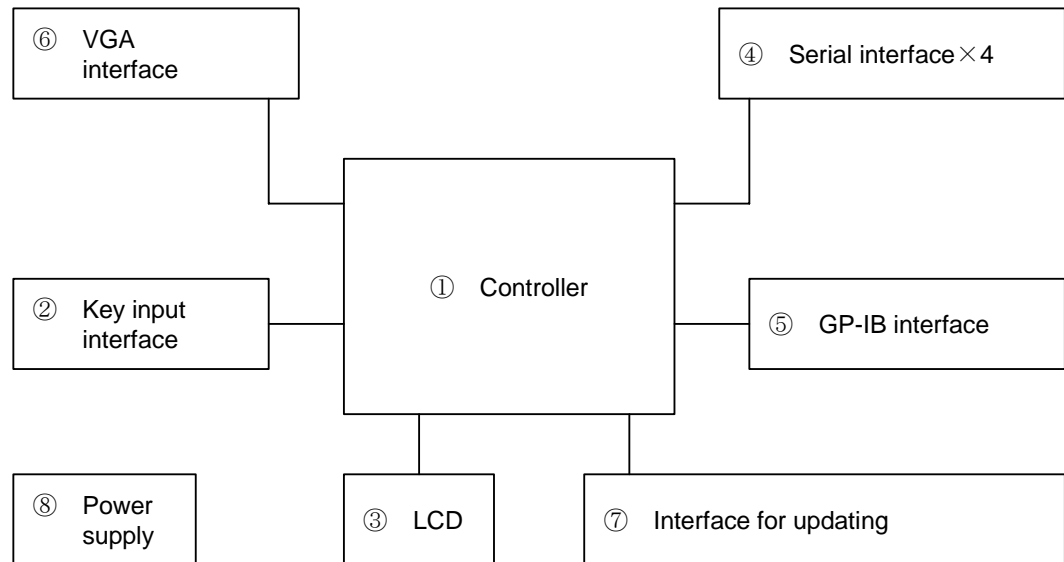 ⑥ VGA
interface
④ Serial interface×4
① Controller
② Key input
interface
⑤ GP-IB interface
⑧ Power
supply
③ LCD
⑦ Interface for updating